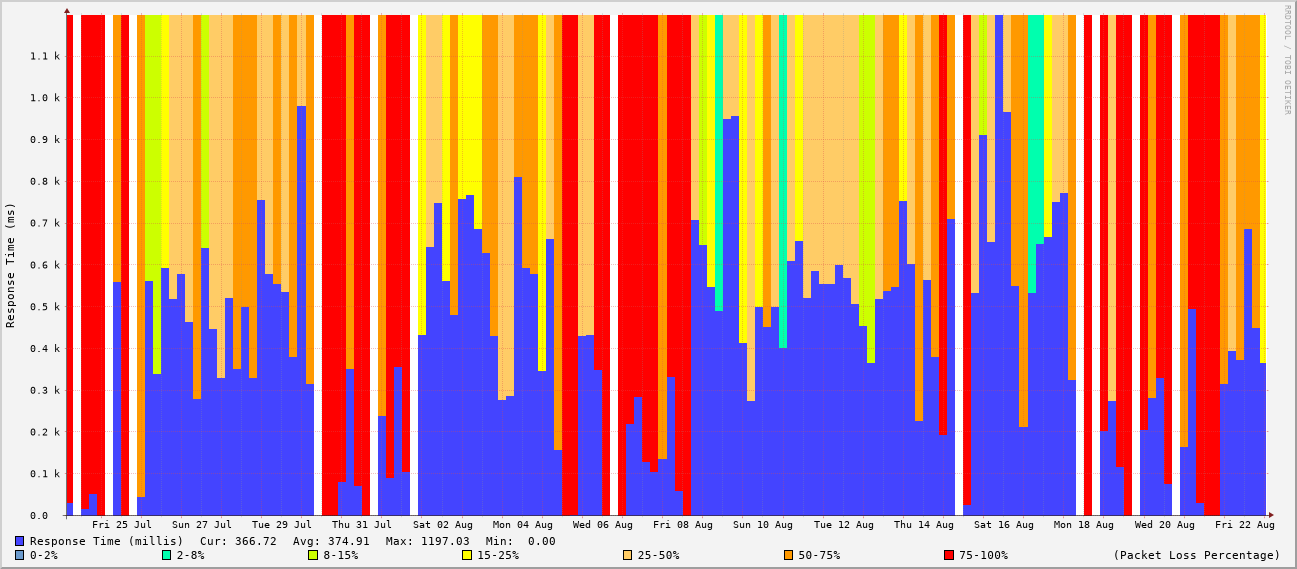 RRDTOOL / TOBI OETIKER
Response Time (ms)
1.1 k
1.0 k
0.9 k
0.8 k
0.7 k
0.6 k
0.5 k
0.4 k
0.3 k
0.2 k
0.1 k
0.0
Fri 25 Jul Sun 27 Jul Tue 29 Jul Thu 31 Jul Sat 02 Aug Mon 04 Aug Wed 06 Aug Fri 08 Aug Sun 10 Aug Tue 12 Aug Thu 14 Aug Sat 16 Aug Mon 18 Aug Wed 20 Aug Fri 22 Aug
Response Time (millis) Cur: 366.72 Avg: 374.91 Max: 1197.03 Min: 0.00
0-2% 2-8% 8-15% 15-25% 25-50% 50-75% 75-100% (Packet Loss Percentage)